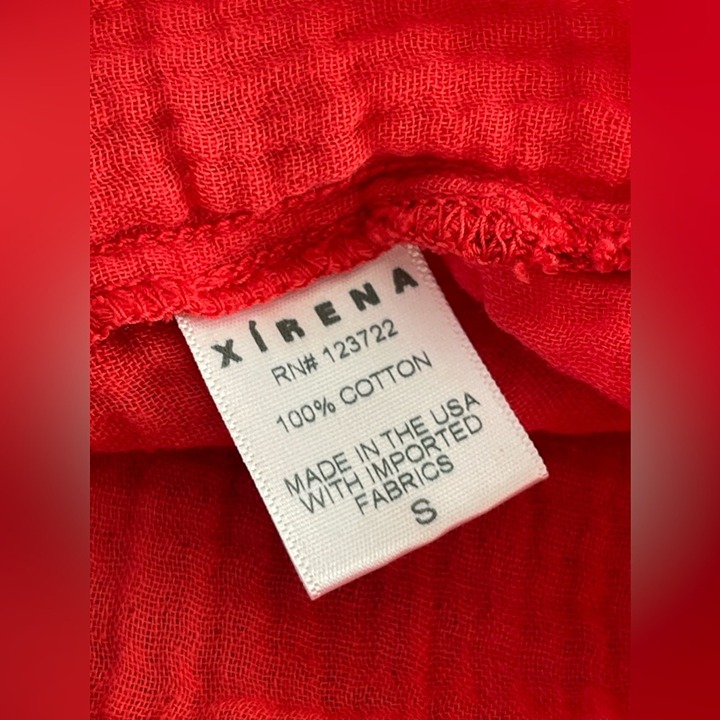 XÍRENA
RN# 123722
100% COTTON
MADE IN THE USA
WITH IMPORTED
FABRICS
S